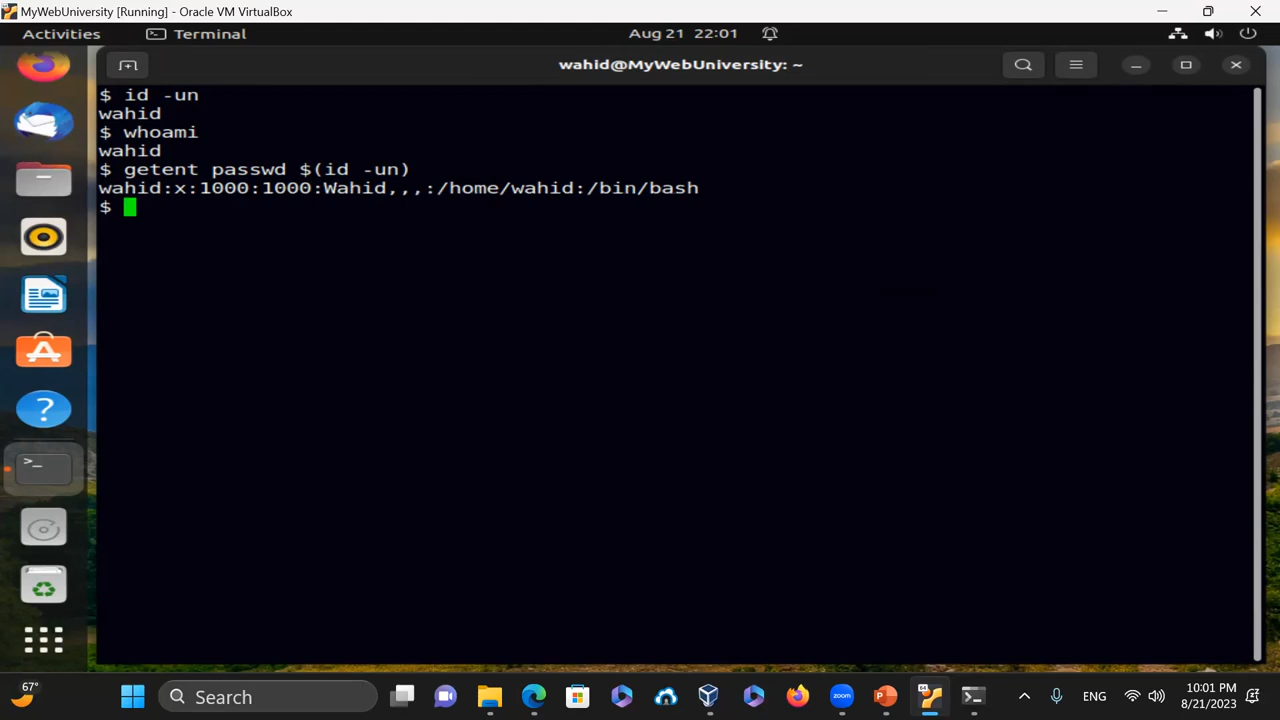 MyWebUniversity [Running] - Oracle VM VirtualBox
Activities
Terminal
Aug 21 22:01
wahid@MyWebUniversity: ~
$ id -un
wahid
$ whoami
wahid
$ getent passwd $(id -un)
wahid:x:1000:1000:Wahid,,,:/home/wahid:/bin/bash
$
67°
Search
ENG
10:01 PM
8/21/2023